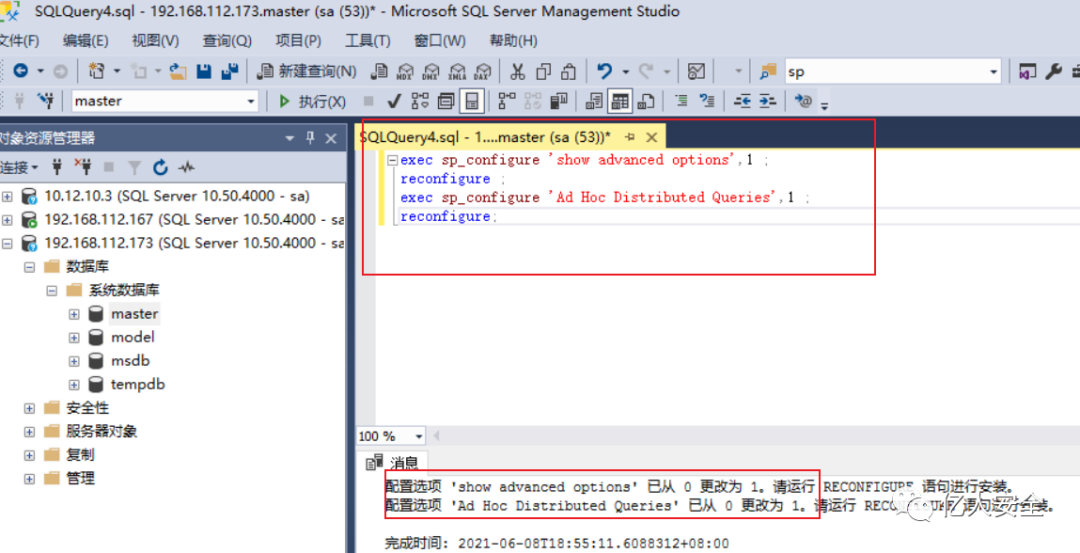 SQLQuery4.sql - 192.168.112.173.master (sa (53))* - Microsoft SQL Server Management Studio
文件(F) 编辑(E) 视图(V) 查询(Q) 项目(P) 工具(T) 窗口(W) 帮助(H)
新建查询(N) MDX DMX XMLA DAX sp
master 执行(X)
对象资源管理器
SQLQuery4.sql - 1....master (sa (53))*
连接
exec sp_configure 'show advanced options',1 ;
reconfigure ;
exec sp_configure 'Ad Hoc Distributed Queries',1 ;
reconfigure;
10.12.10.3 (SQL Server 10.50.4000 - sa)
192.168.112.167 (SQL Server 10.50.4000 - sa
192.168.112.173 (SQL Server 10.50.4000 - sa
数据库
系统数据库
master
model
msdb
tempdb
安全性
服务器对象
复制
管理
100 %
消息
配置选项 'show advanced options' 已从 0 更改为 1。请运行 RECONFIGURE 语句进行安装。
配置选项 'Ad Hoc Distributed Queries' 已从 0 更改为 1。请运行 RECONFIGURE 语句进行安装。
亿人安全
完成时间: 2021-06-08T18:55:11.6088312+08:00